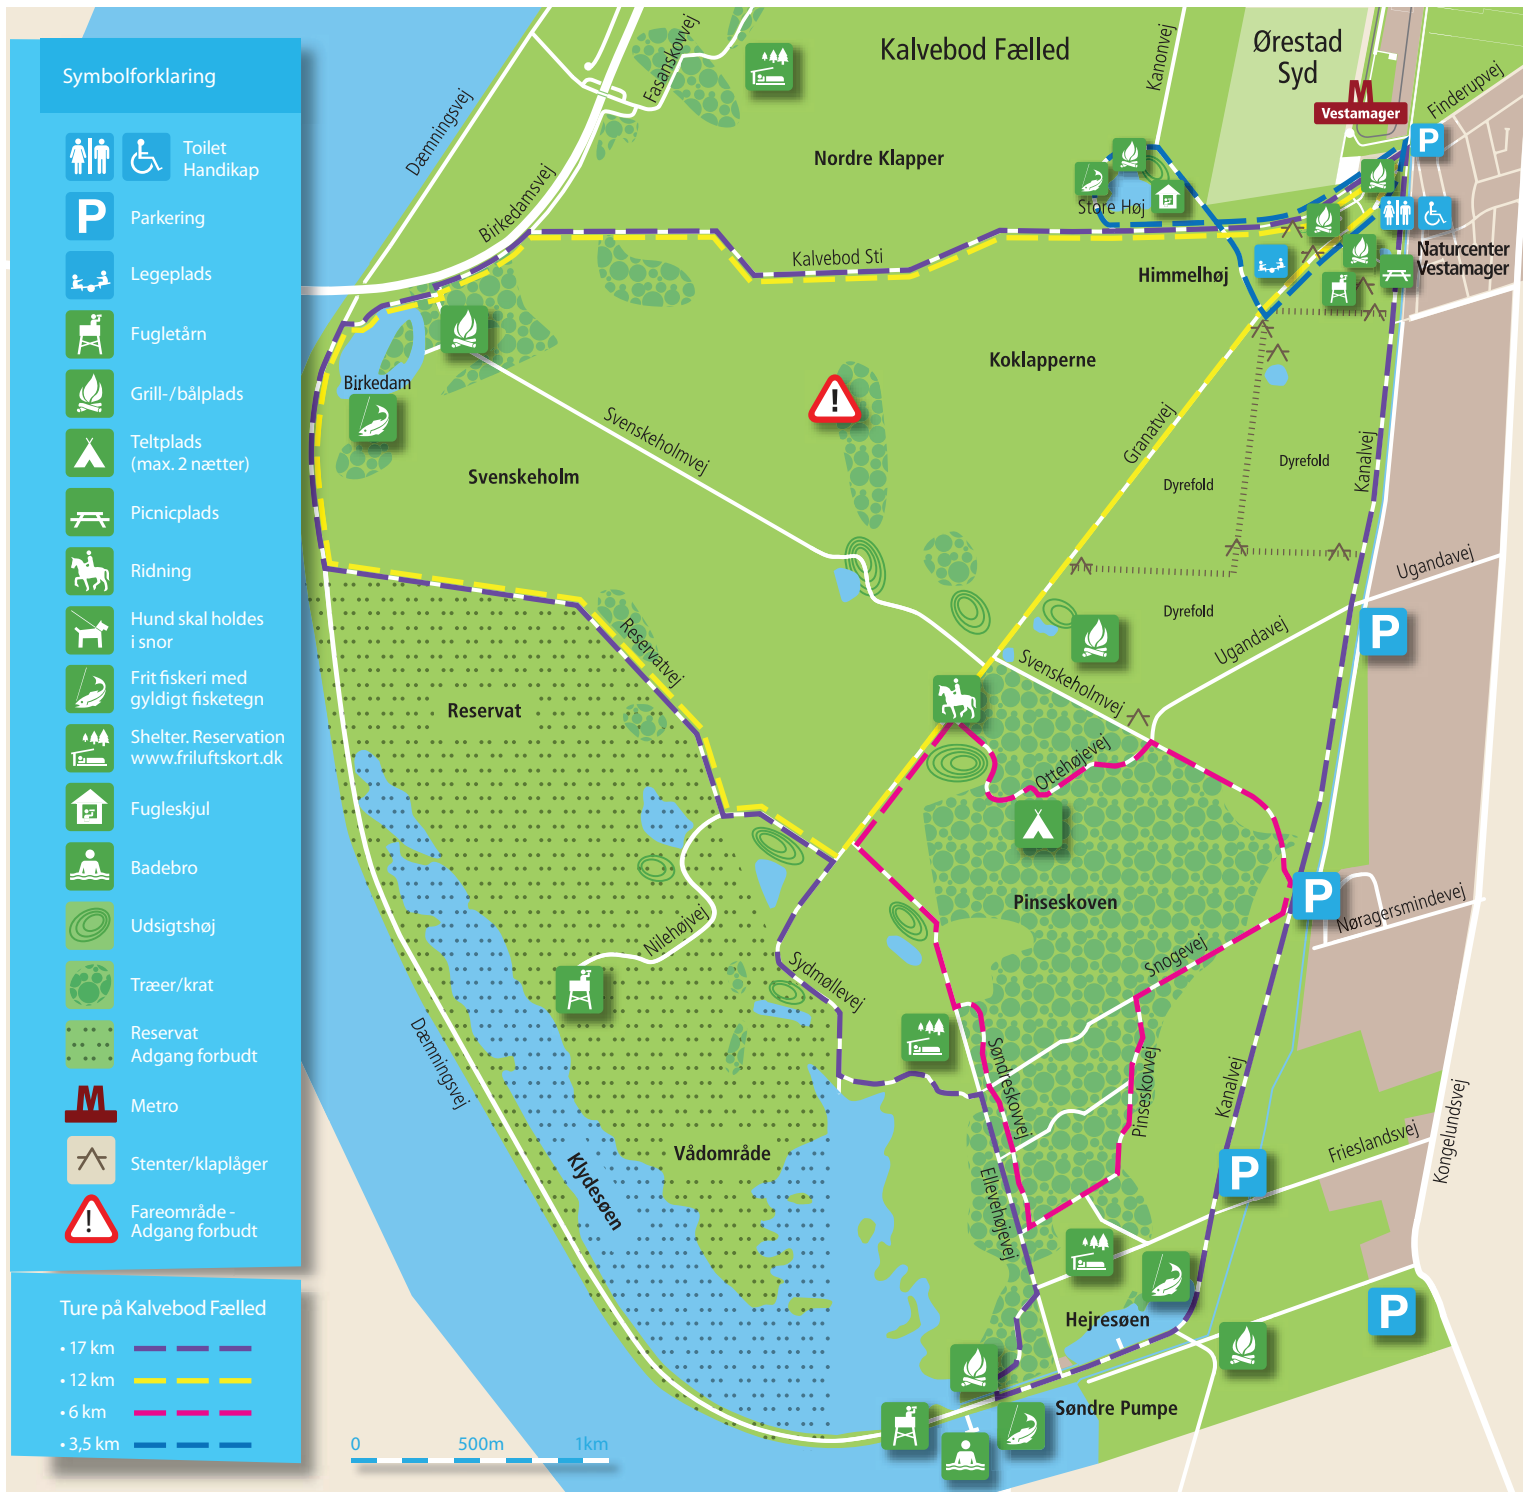 Symbolforklaring
Toilet
Handikap
P
Parkering
Legeplads
Fugletårn
Grill-/bålplads
Teltplads
(max. 2 nætter)
Picnicplads
Ridning
Hund skal holdes
i snor
Frit fiskeri med
gyldigt fisketegn
Shelter. Reservation
www.friluftskort.dk
Fugleskjul
Badebro
Udsigtshøj
Træer/krat
Reservat
Adgang forbudt
M
Metro
Stenter/klaplåger
!
Fareområde -
Adgang forbudt
Ture på Kalvebod Fælled
• 17 km
• 12 km
• 6 km
• 3,5 km
0 500m 1km
Kalvebod Fælled
Ørestad
Syd
M
Vestamager
P
Finderupvej
Kanonvej
Fasanskovvej
Dæmningsvej
Birkedamsvej
Nordre Klapper
Store Høj
Kalvebod Sti
Himmelhøj
Naturcenter
Vestamager
Koklapperne
Birkedam
!
Svenskeholmvej
Svenskeholm
Granatvej
Dyrefold
Dyrefold
Kanalvej
Ugandavej
Dyrefold
P
Ugandavej
Reservatvej
Svenskeholmvej
Reservat
Ottehøjevej
Pinseskoven
P
Nøragersmindevej
Nilehøjvej
Snogevej
Sydmøllevej
Dæmningsvej
Søndreskovvej
Pinseskovvej
Kanalvej
Kongelundsvej
Frieslandsvej
Vådområde
P
Klydesøen
Ellevehøjevej
Hejresøen
P
Søndre Pumpe